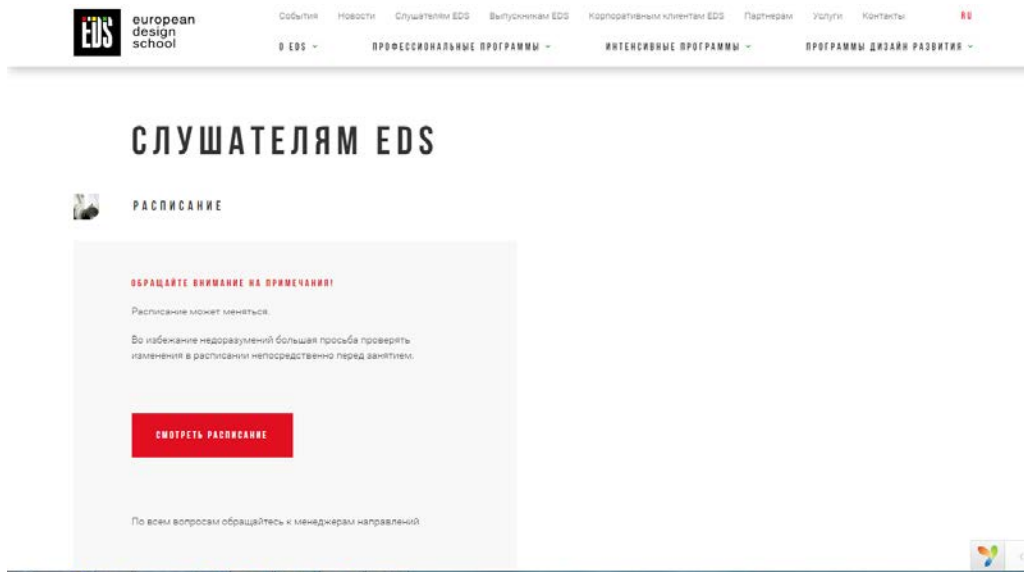 EDS
european
design
school
События Новости Слушателям EDS Выпускникам EDS Корпоративным клиентам EDS Партнерам Услуги Контакты RU
О EDS ПРОФЕССИОНАЛЬНЫЕ ПРОГРАММЫ ИНТЕНСИВНЫЕ ПРОГРАММЫ ПРОГРАММЫ ДИЗАЙН РАЗВИТИЯ
СЛУШАТЕЛЯМ EDS
РАСПИСАНИЕ
ОБРАЩАЙТЕ ВНИМАНИЕ НА ПРИМЕЧАНИЯ!
Расписание может меняться.
Во избежание недоразумений большая просьба проверять
изменения в расписании непосредственно перед занятием.
СМОТРЕТЬ РАСПИСАНИЕ
По всем вопросам обращайтесь к менеджерам направлений